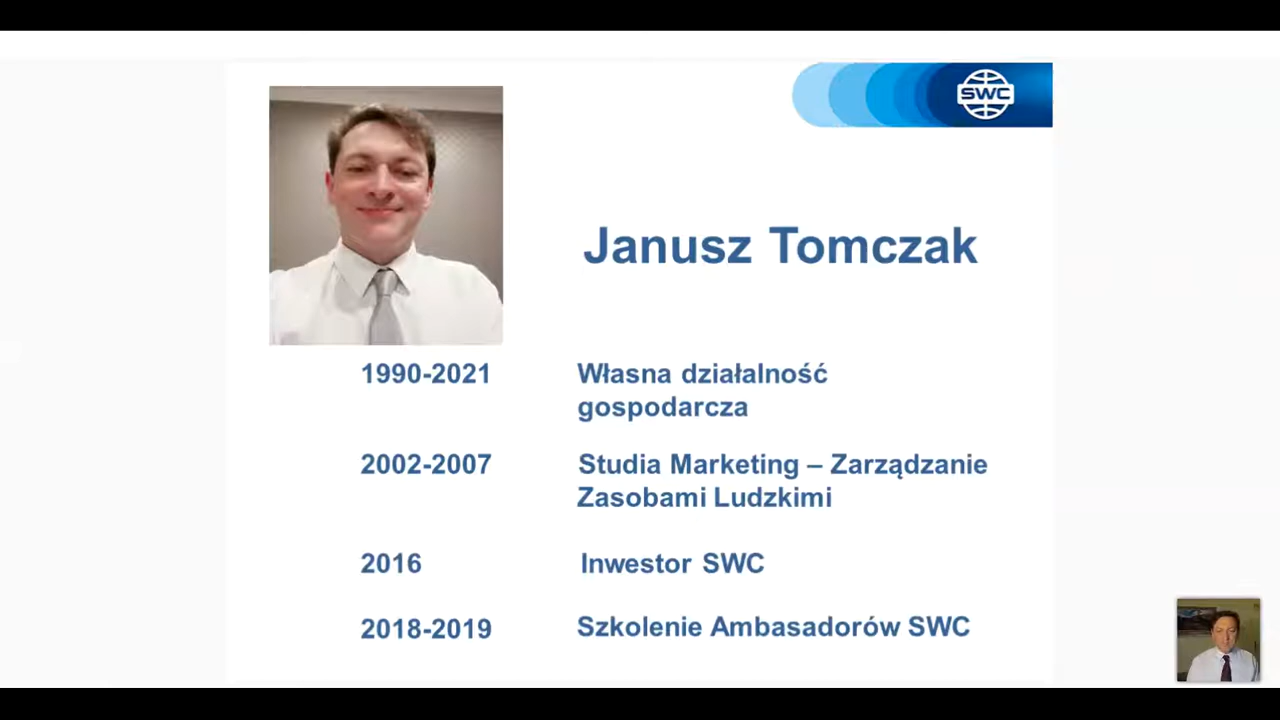 SWC
Janusz Tomczak
1990-2021 Własna działalność
gospodarcza
2002-2007 Studia Marketing – Zarządzanie
Zasobami Ludzkimi
2016 Inwestor SWC
2018-2019 Szkolenie Ambasadorów SWC